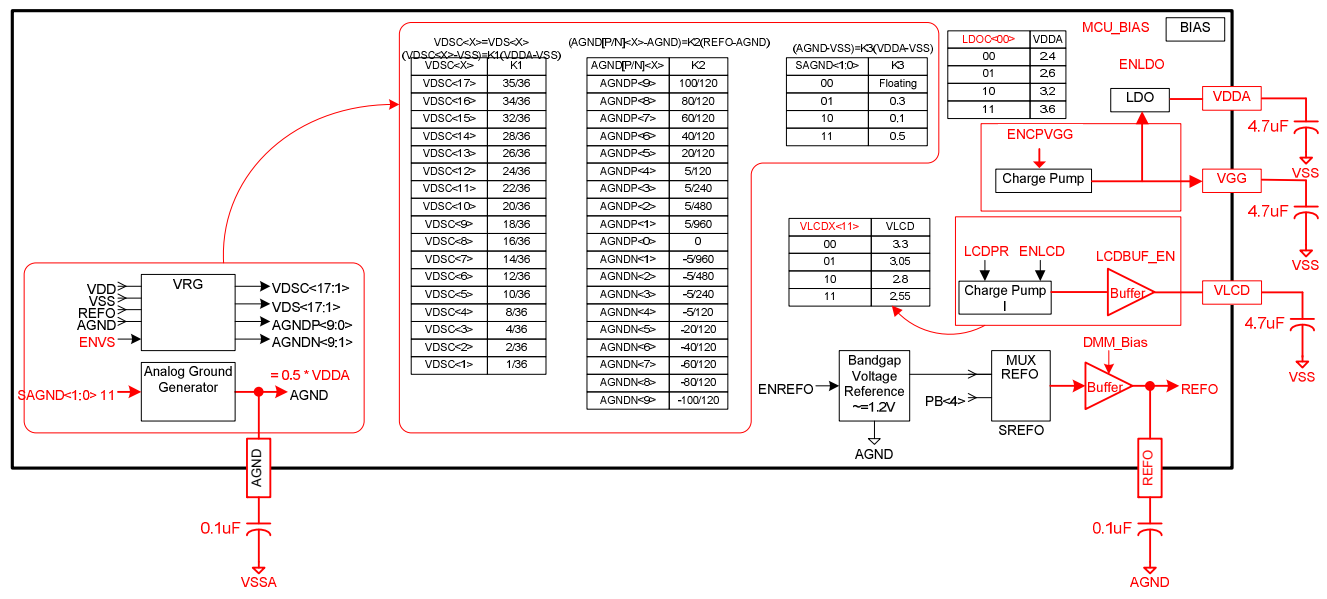 MCU_BIAS
BIAS
VDSC<X>=VDS<X>
(VDSC<X>-VSS)=K1(VDDA-VSS)
VDSC<X> K1
VDSC<17> 35/36
VDSC<16> 34/36
VDSC<15> 32/36
VDSC<14> 28/36
VDSC<13> 26/36
VDSC<12> 24/36
VDSC<11> 22/36
VDSC<10> 20/36
VDSC<9> 18/36
VDSC<8> 16/36
VDSC<7> 14/36
VDSC<6> 12/36
VDSC<5> 10/36
VDSC<4> 8/36
VDSC<3> 4/36
VDSC<2> 2/36
VDSC<1> 1/36
(AGND[P/N]<X>-AGND)=K2(REFO-AGND)
AGND[P/N]<X> K2
AGNDP<9> 100/120
AGNDP<8> 80/120
AGNDP<7> 60/120
AGNDP<6> 40/120
AGNDP<5> 20/120
AGNDP<4> 5/120
AGNDP<3> 5/240
AGNDP<2> 5/480
AGNDP<1> 5/960
AGNDP<0> 0
AGNDN<1> -5/960
AGNDN<2> -5/480
AGNDN<3> -5/240
AGNDN<4> -5/120
AGNDN<5> -20/120
AGNDN<6> -40/120
AGNDN<7> -60/120
AGNDN<8> -80/120
AGNDN<9> -100/120
(AGND-VSS)=K3(VDDA-VSS)
SAGND<1:0> K3
00 Floating
01 0.3
10 0.1
11 0.5
LDOC<00> VDDA
00 2.4
01 2.6
10 3.2
11 3.6
ENLDO
LDO
VDDA
4.7uF
VSS
ENCPVGG
Charge Pump
VGG
4.7uF
VSS
VLCDX<11> VLCD
00 3.3
01 3.05
10 2.8
11 2.55
LCDPR
ENLCD
LCDBUF_EN
Charge Pump
I
Buffer
VLCD
4.7uF
VSS
VRG
VDD
VSS
REFO
AGND
ENVS
VDSC<17:1>
VDS<17:1>
AGNDP<9:0>
AGNDN<9:1>
SAGND<1:0> 11
Analog Ground
Generator
= 0.5 * VDDA
AGND
AGND
0.1uF
VSSA
ENREFO
Bandgap
Voltage
Reference
~=1.2V
AGND
PB<4>
MUX
REFO
SREFO
DMM_Bias
Buffer
REFO
REFO
0.1uF
AGND